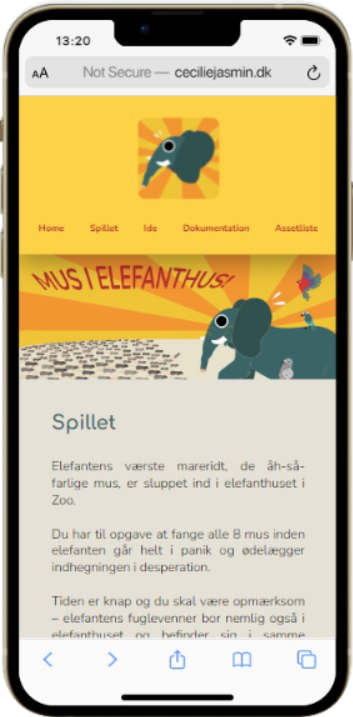 13:20
AA Not Secure — ceciliejasmin.dk
Home Spillet Ide Dokumentation Assetliste
MUS I ELEFANTHUS!
Spillet
Elefantens værste mareridt, de åh-så-
farlige mus, er sluppet ind i elefanthuset i
Zoo.
Du har til opgave at fange alle 8 mus inden
elefanten går helt i panik og ødelægger
indhegningen i desperation.
Tiden er knap og du skal være opmærksom
– elefantens fuglevenner bor nemlig også i
elefanthuset og befinder sig i samme